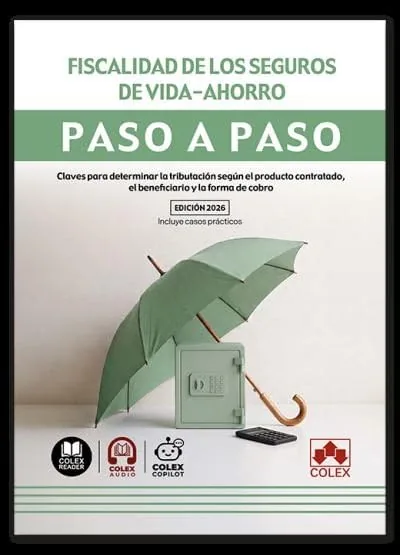 FISCALIDAD DE LOS SEGUROS
DE VIDA-AHORRO
PASO A PASO
Claves para determinar la tributación según el producto contratado,
el beneficiario y la forma de cobro
EDICIÓN 2026
Incluye casos prácticos
COLEX
READER
COLEX
AUDIO
COLEX
COPILOT
COLEX